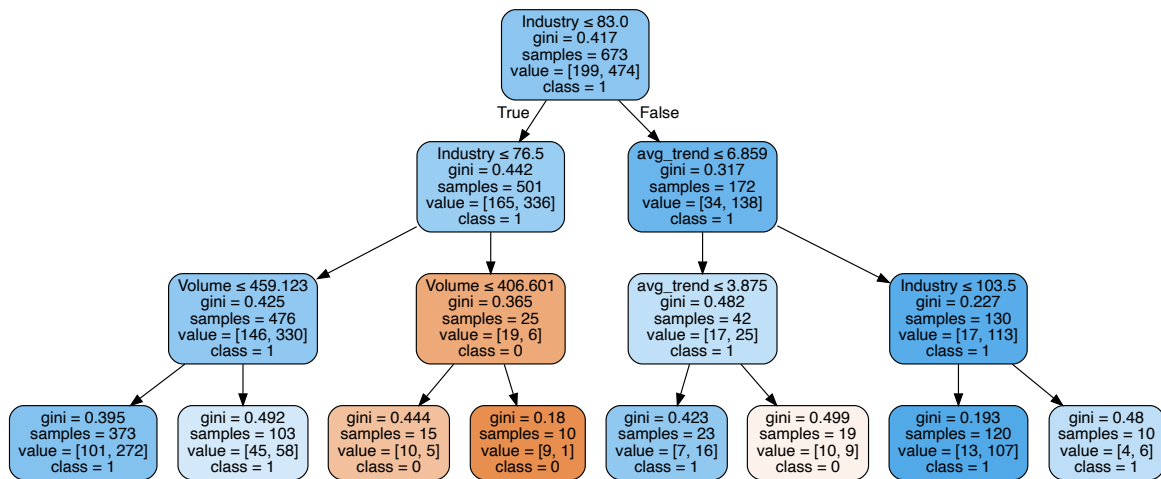 Industry ≤ 83.0
gini = 0.417
samples = 673
value = [199, 474]
class = 1
True
False
Industry ≤ 76.5
gini = 0.442
samples = 501
value = [165, 336]
class = 1
avg_trend ≤ 6.859
gini = 0.317
samples = 172
value = [34, 138]
class = 1
Volume ≤ 459.123
gini = 0.425
samples = 476
value = [146, 330]
class = 1
Volume ≤ 406.601
gini = 0.365
samples = 25
value = [19, 6]
class = 0
avg_trend ≤ 3.875
gini = 0.482
samples = 42
value = [17, 25]
class = 1
Industry ≤ 103.5
gini = 0.227
samples = 130
value = [17, 113]
class = 1
gini = 0.395
samples = 373
value = [101, 272]
class = 1
gini = 0.492
samples = 103
value = [45, 58]
class = 1
gini = 0.444
samples = 15
value = [10, 5]
class = 0
gini = 0.18
samples = 10
value = [9, 1]
class = 0
gini = 0.423
samples = 23
value = [7, 16]
class = 1
gini = 0.499
samples = 19
value = [10, 9]
class = 0
gini = 0.193
samples = 120
value = [13, 107]
class = 1
gini = 0.48
samples = 10
value = [4, 6]
class = 1